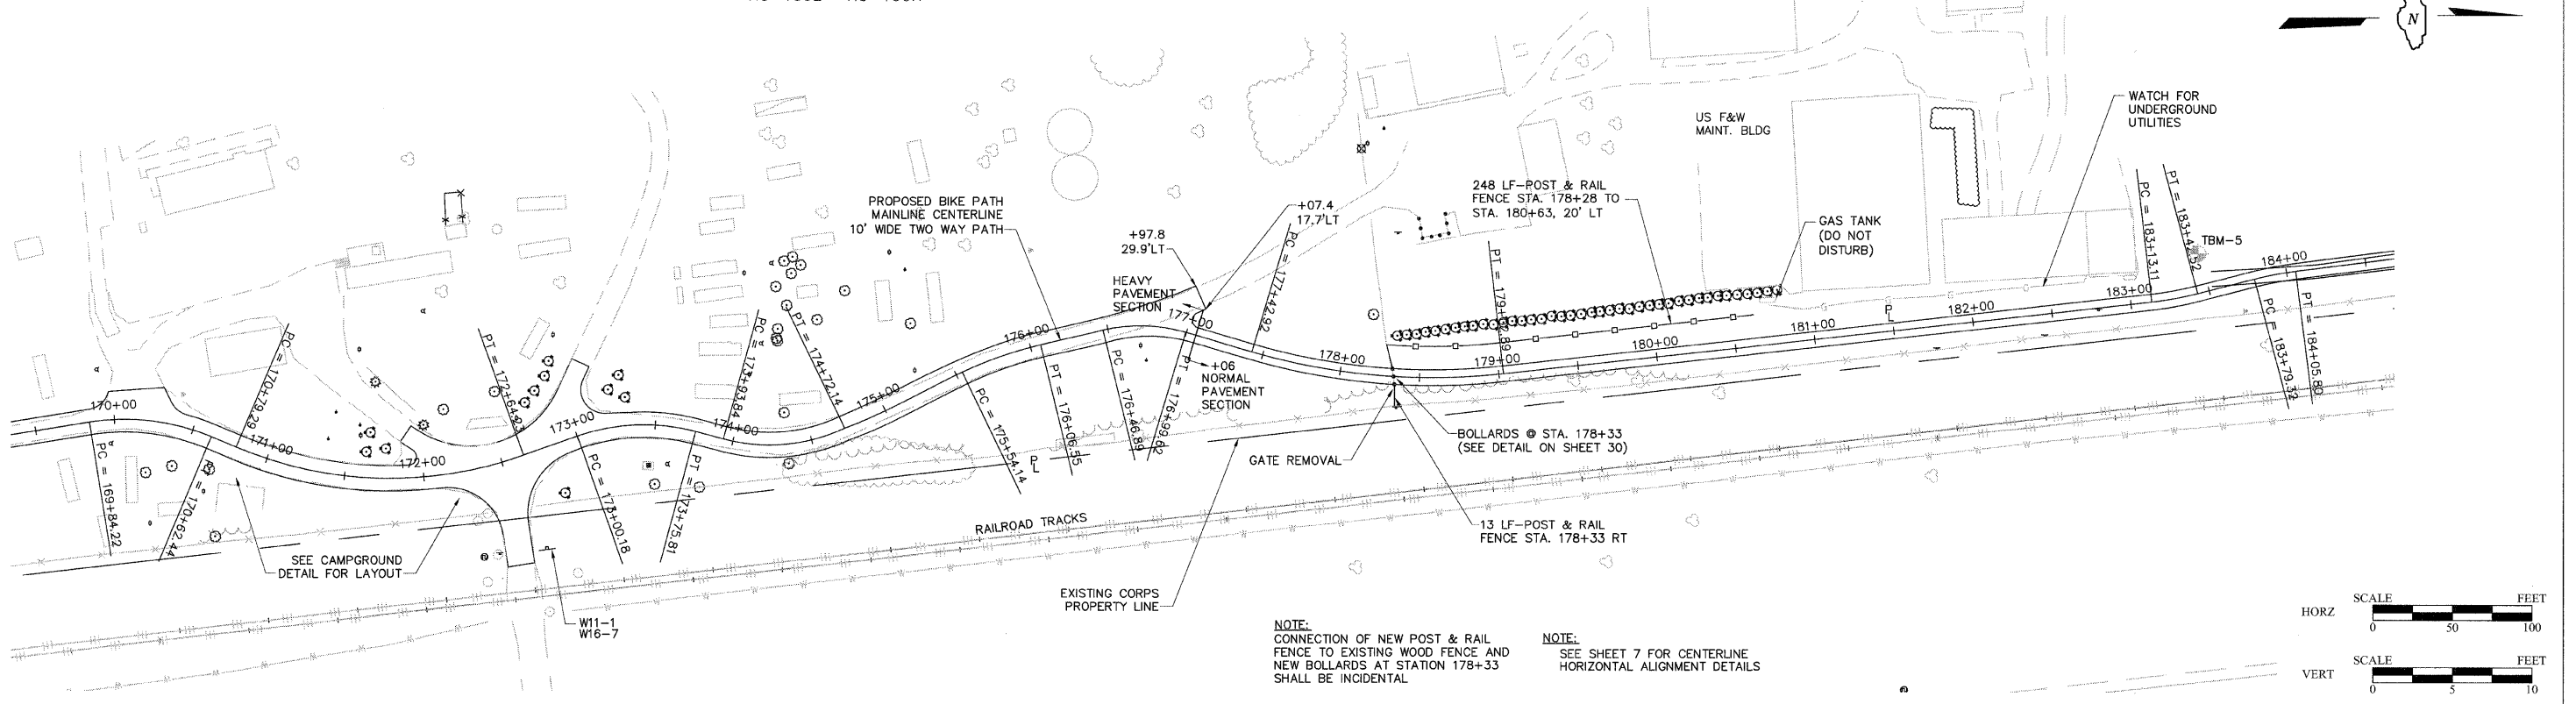 N
US F&W
MAINT. BLDG
WATCH FOR
UNDERGROUND
UTILITIES
PROPOSED BIKE PATH
MAINLINE CENTERLINE
10' WIDE TWO WAY PATH
+07.4
17.7'LT
+97.8
29.9'LT
HEAVY
PAVEMENT
SECTION
248 LF-POST & RAIL
FENCE STA. 178+28 TO
STA. 180+63, 20' LT
GAS TANK
(DO NOT
DISTURB)
TBM-5
PC = 169+84.22
PC = 170+79.29
PT = 172+64.23
PC = 173+00.18
PT = 173+75.81
PC = 173+93.84
PT = 174+72.14
PC = 175+54.14
PT = 176+06.55
PC = 176+46.89
PT = 176+99.02
PC = 177+42.92
PC = 183+13.11
PT = 183+42.52
PC = 183+79.32
PT = 184+05.80
170+00
171+00
172+00
173+00
174+00
175+00
176+00
177+00
178+00
179+00
180+00
181+00
182+00
183+00
184+00
+06
NORMAL
PAVEMENT
SECTION
BOLLARDS @ STA. 178+33
(SEE DETAIL ON SHEET 30)
GATE REMOVAL
13 LF-POST & RAIL
FENCE STA. 178+33 RT
RAILROAD TRACKS
SEE CAMPGROUND
DETAIL FOR LAYOUT
EXISTING CORPS
PROPERTY LINE
W11-1
W16-7
NOTE:
CONNECTION OF NEW POST & RAIL
FENCE TO EXISTING WOOD FENCE AND
NEW BOLLARDS AT STATION 178+33
SHALL BE INCIDENTAL
NOTE:
SEE SHEET 7 FOR CENTERLINE
HORIZONTAL ALIGNMENT DETAILS
SCALE FEET
HORZ
0 50 100
SCALE FEET
VERT
0 5 10